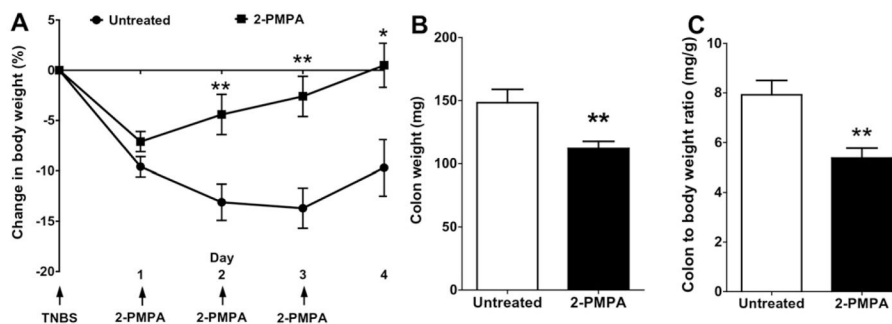 A
Untreated
2-PMPA
Change in body weight (%)
0
-5
-10
-15
-20
**
**
*
Day
1
2
3
4
TNBS
2-PMPA
2-PMPA
2-PMPA
B
Colon weight (mg)
200
150
100
50
0
**
Untreated
2-PMPA
C
Colon to body weight ratio (mg/g)
8
6
4
2
0
**
Untreated
2-PMPA